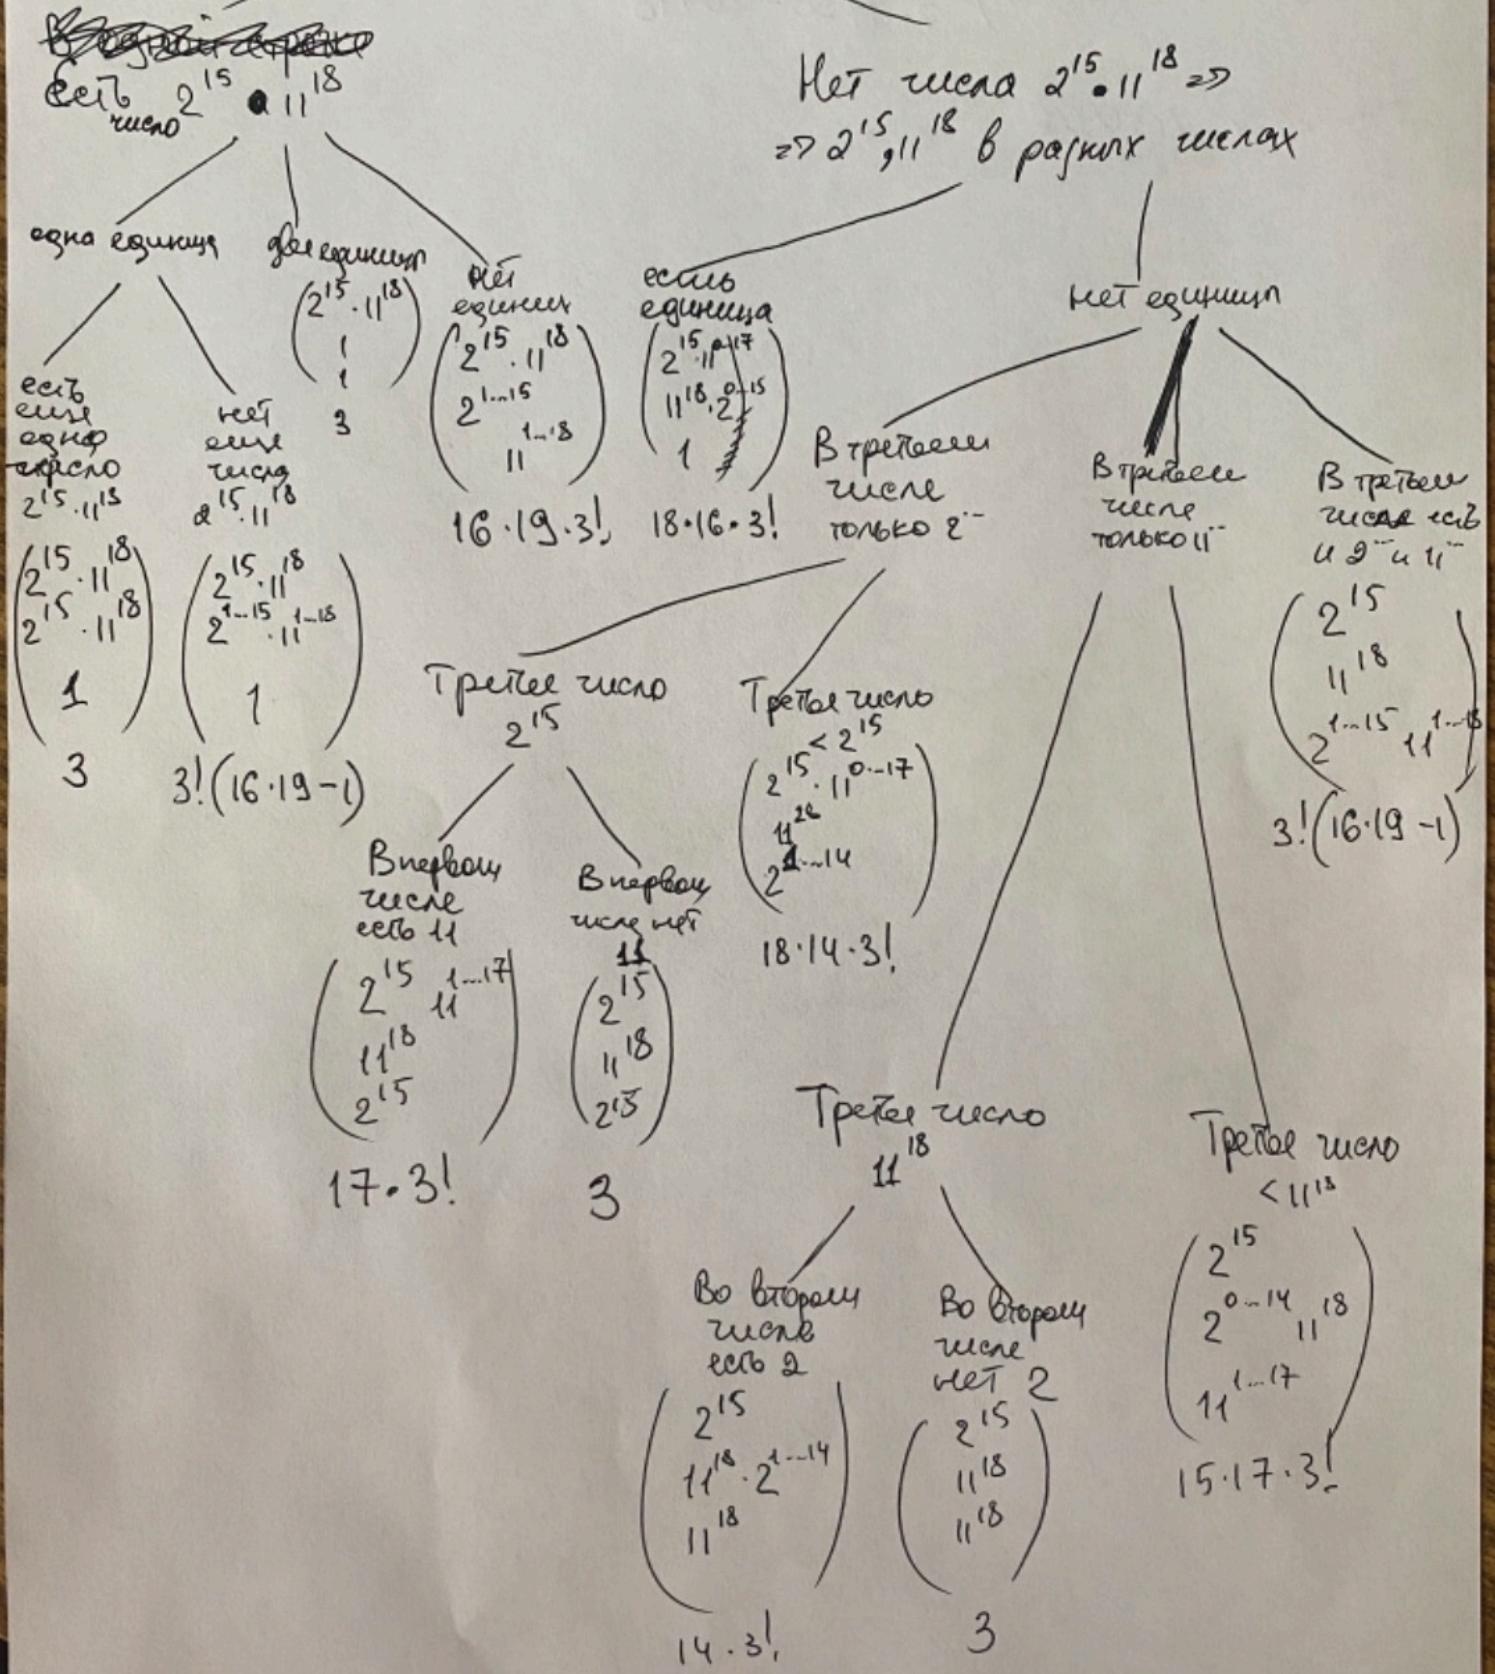 Есть
число 2^15 • 11^18
одна единица
две единицы
нет
единиц
есть
еще
одно
число
2^15 · 11^18
нет
еще
числа
2^15 · 11^18
2^15 · 11^18
2^15 · 11^18
1
3
2^15 · 11^18
2^1...15 · 11^1...18
1
3!(16·19-1)
2^15 · 11^18
1
1
3
2^15 · 11^18
2^1...15
11^1...18
16·19·3!
Нет числа 2^15 • 11^18 =>
=> 2^15, 11^18 в разных числах
есть
единица
2^15 · 11^0...17
11^18 · 2^0...15
1
18·16·3!
нет единицы
В третьем
числе
только 2^...
В третьем
числе
только 11^...
В третьем
числе есть
и 2^... и 11^...
2^15
11^18
2^1...15 11^1...18
3!(16·19-1)
Третье число
2^15
Третье число
< 2^15
2^15 · 11^0...17
2^1...14
18·14·3!
В первом
числе
есть 11
2^15 11^1...17
11^18
2^15
17·3!
В первом
числе нет
11
2^15
11^18
2^15
3
Третье число
11^18
Третье число
< 11^18
2^15
2^0...14 11^18
11^1...17
15·17·3!
Во втором
числе
есть 2
2^15
11^18 · 2^1...14
11^18
14·3!
Во втором
числе
нет 2
2^15
11^18
11^18
3